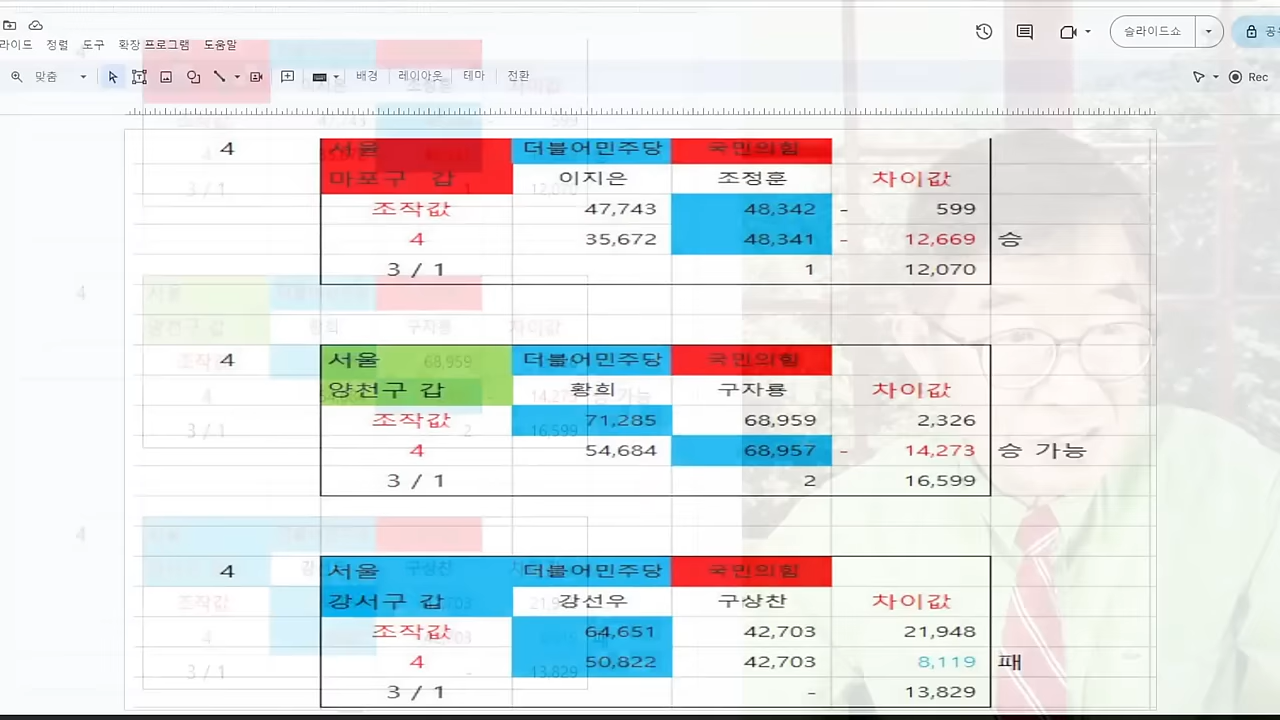 라이드 정렬 도구 확장 프로그램 도움말
슬라이드쇼
맞춤 배경 레이아웃 테마 전환 Rec
4 서울 더불어민주당 국민의힘
마포구 갑 이지은 조정훈 차이값
조작값 47,743 48,342 - 599
4 35,672 48,341 - 12,669 승
3 / 1 1 12,070
4 서울 더불어민주당 국민의힘
양천구 갑 황희 구자룡 차이값
조작값 71,285 68,959 2,326
4 54,684 68,957 - 14,273 승 가능
3 / 1 2 16,599
4 서울 더불어민주당 국민의힘
강서구 갑 강선우 구상찬 차이값
조작값 64,651 42,703 21,948
4 50,822 42,703 8,119 패
3 / 1 - 13,829